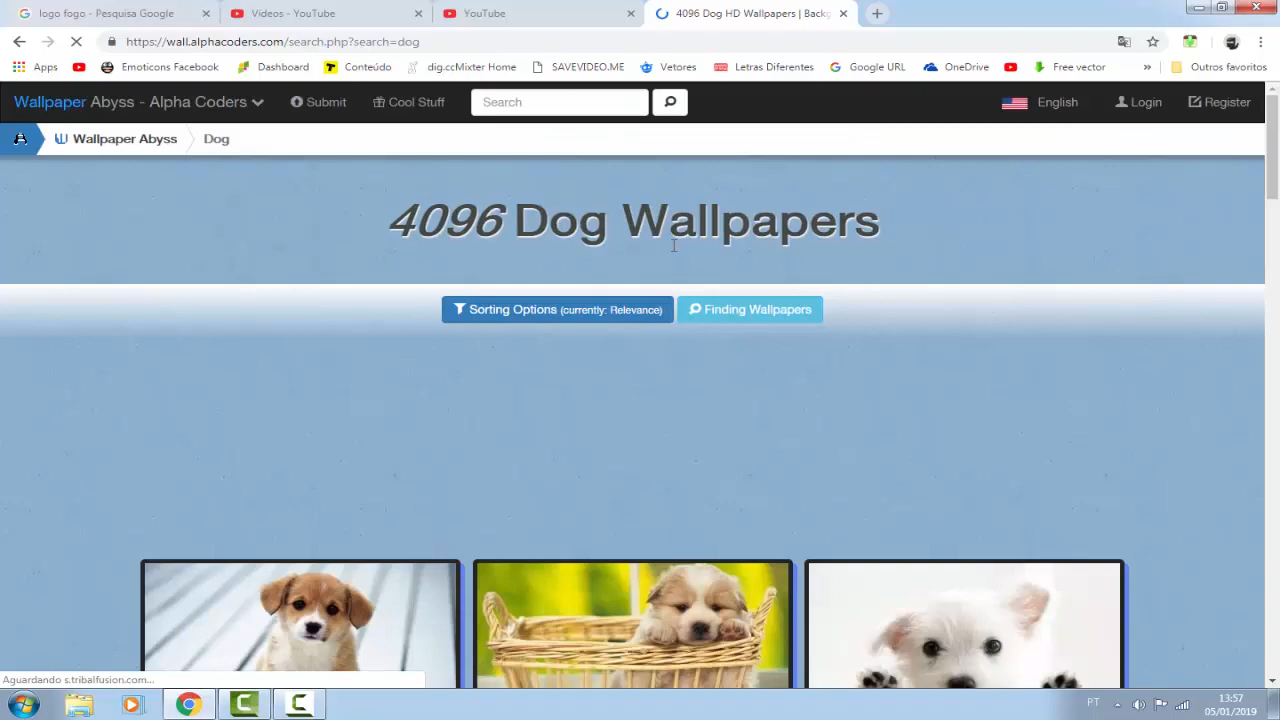 logo fogo - Pesquisa Google
Vídeos - YouTube
YouTube
4096 Dog HD Wallpapers | Backg
https://wall.alphacoders.com/search.php?search=dog
Apps
Emoticons Facebook
Dashboard
Conteúdo
dig.ccMixter Home
SAVEVIDEO.ME
Vetores
Letras Diferentes
Google URL
OneDrive
Free vector
»
Outros favoritos
Wallpaper Abyss - Alpha Coders
Submit
Cool Stuff
Search
English
Login
Register
Wallpaper Abyss
Dog
4096 Dog Wallpapers
Sorting Options (currently: Relevance)
Finding Wallpapers
Aguardando s.tribalfusion.com...
PT
13:57
05/01/2019